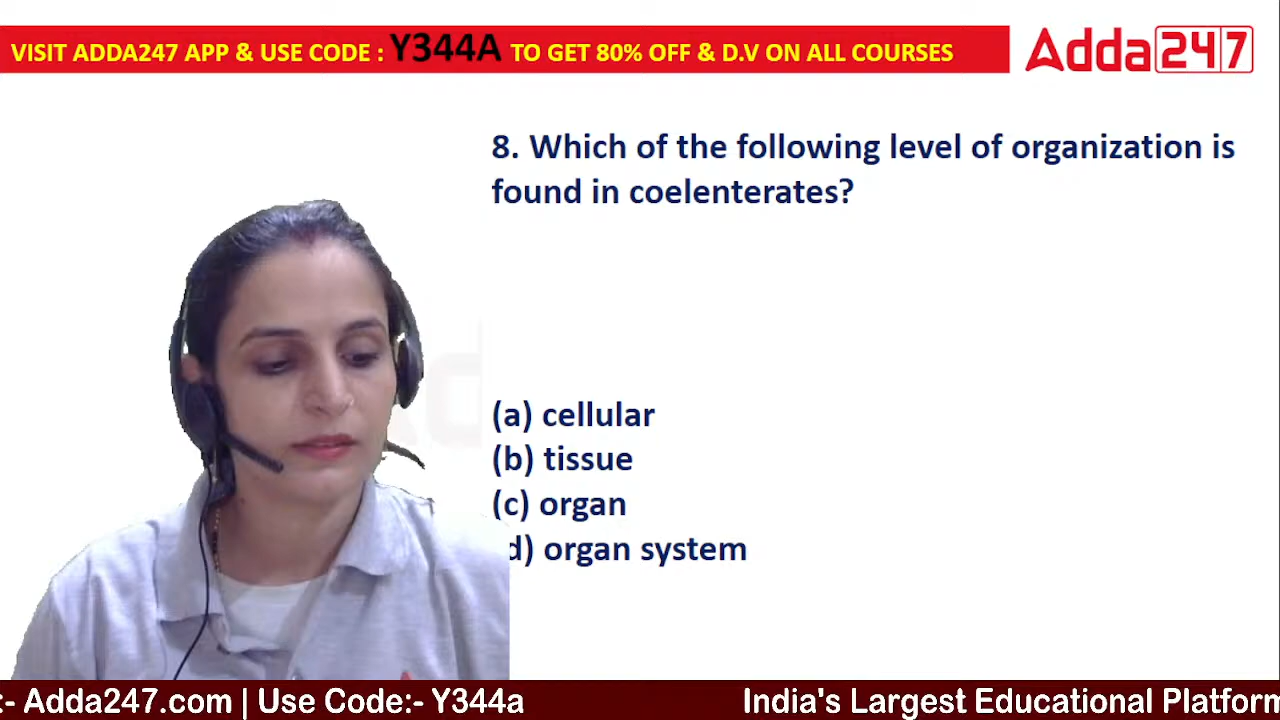 VISIT ADDA247 APP & USE CODE : Y344A TO GET 80% OFF & D.V ON ALL COURSES
Adda247
8. Which of the following level of organization is
found in coelenterates?
(a) cellular
(b) tissue
(c) organ
d) organ system
:- Adda247.com | Use Code:- Y344a
India's Largest Educational Platform